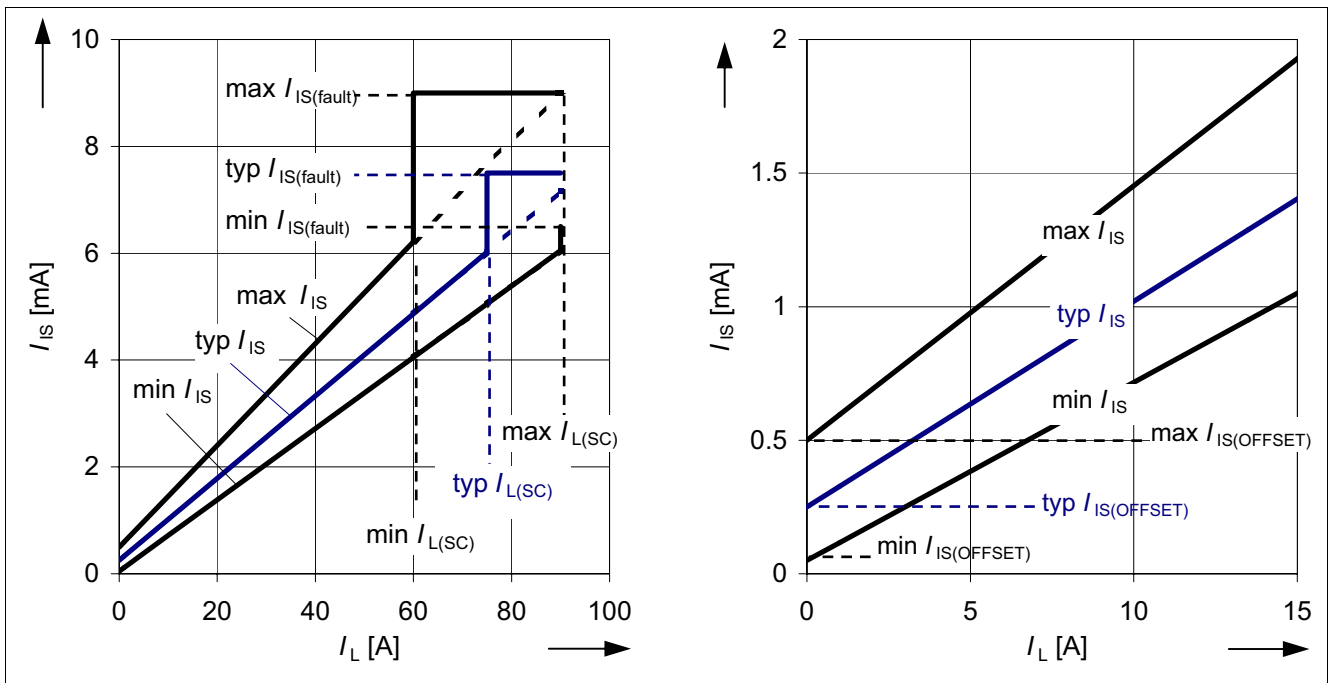 10
8
6
4
2
0
0 20 40 60 80 100
I IS [mA]
I L [A]
max I IS(fault)
typ I IS(fault)
min I IS(fault)
max I IS
typ I IS
min I IS
max I L(SC)
typ I L(SC)
min I L(SC)
2
1.5
1
0.5
0
0 5 10 15
I IS [mA]
I L [A]
max I IS
typ I IS
min I IS
max I IS(OFFSET)
typ I IS(OFFSET)
min I IS(OFFSET)